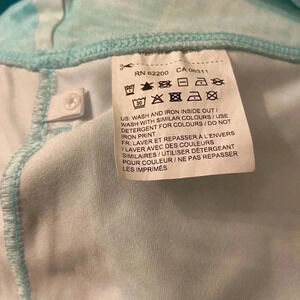 RN 62200 CA 06311
US: WASH AND IRON INSIDE OUT /
WASH WITH SIMILAR COLOURS / USE
DETERGENT FOR COLOURS / DO NOT
IRON PRINT
FR: LAVER ET REPASSER À L'ENVERS
/ LAVER AVEC DES COULEURS
SIMILAIRES / UTILISER DÉTERGENT
POUR COULEUR / NE PAS REPASSER
LES IMPRIMÉS